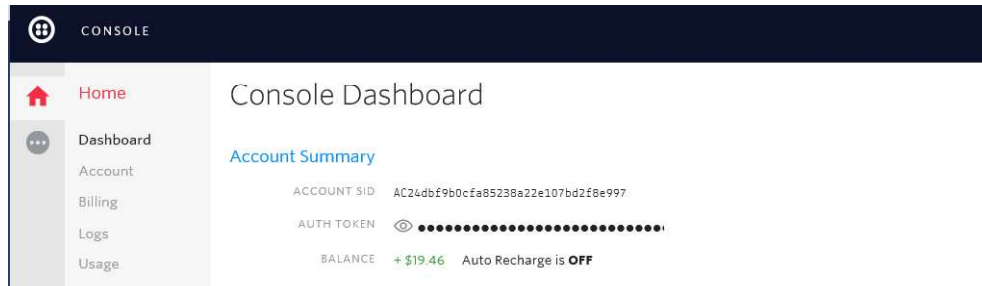 CONSOLE
Home
Console Dashboard
Dashboard
Account Summary
Account
ACCOUNT SID AC24dbf9b0cfa85238a22e107bd2f8e997
Billing
AUTH TOKEN ●●●●●●●●●●●●●●●●●●●●●●●●●●●●
Logs
BALANCE + $19.46 Auto Recharge is OFF
Usage